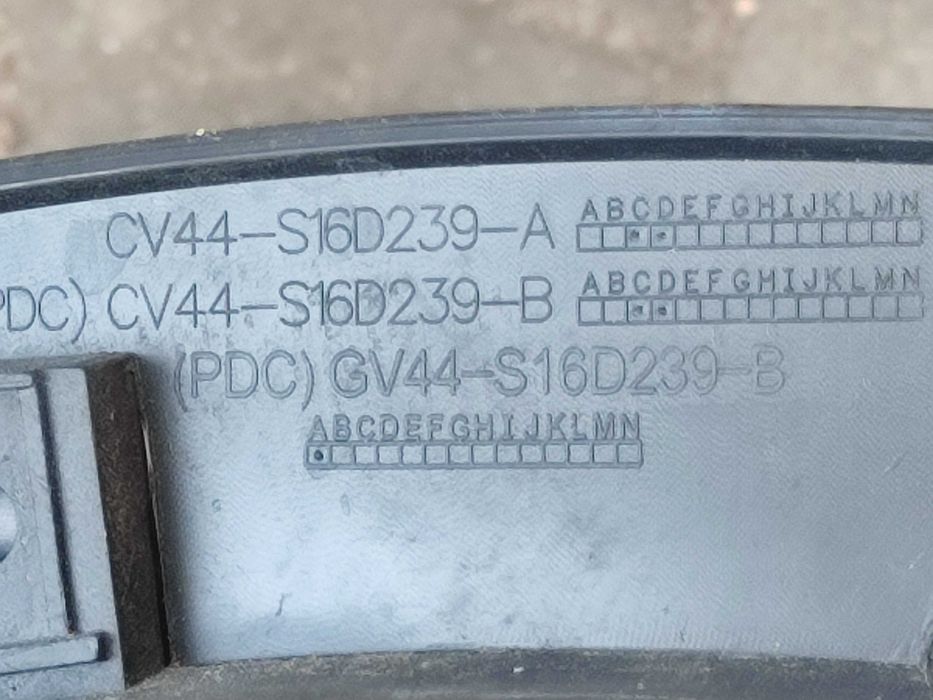 CV44-S16D239-A ABCDEFGHIJKLMN
PDC) CV44-S16D239-B ABCDEFGHIJKLMN
(PDC) GV44-S16D239-B
ABCDEFGHIJKLMN